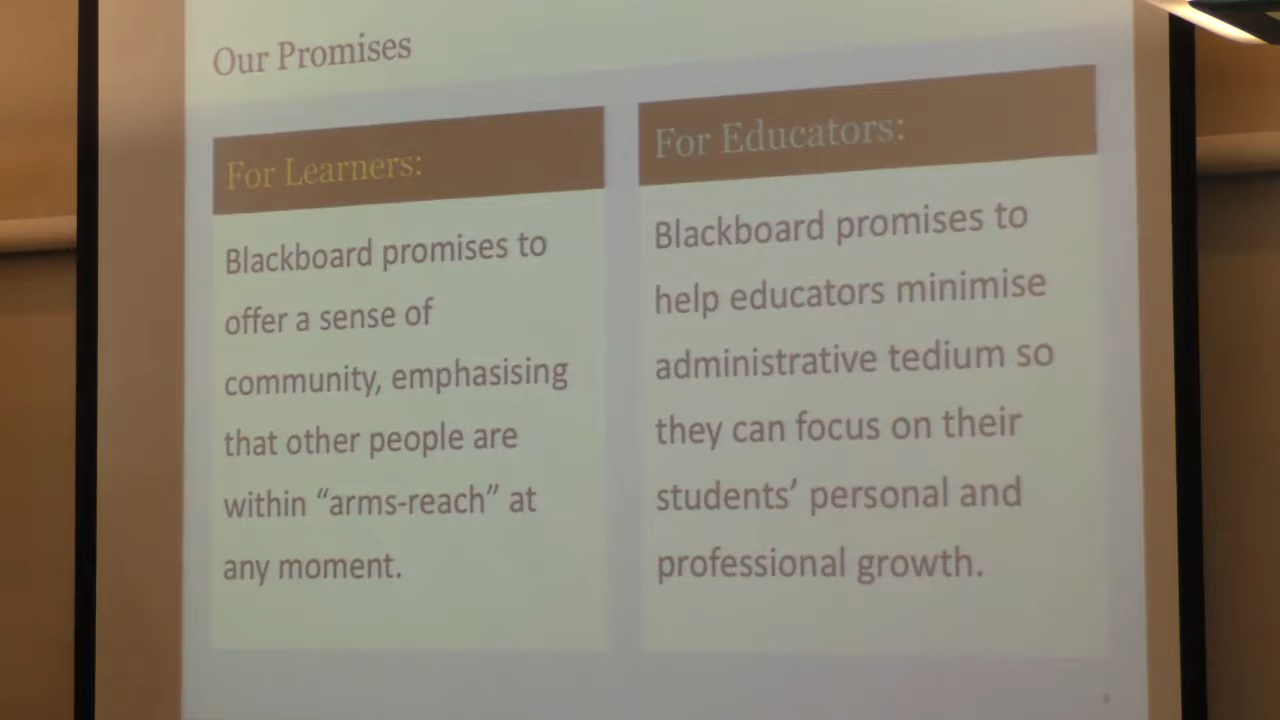 Our Promises
For Learners:
Blackboard promises to
offer a sense of
community, emphasising
that other people are
within “arms-reach” at
any moment.
For Educators:
Blackboard promises to
help educators minimise
administrative tedium so
they can focus on their
students’ personal and
professional growth.